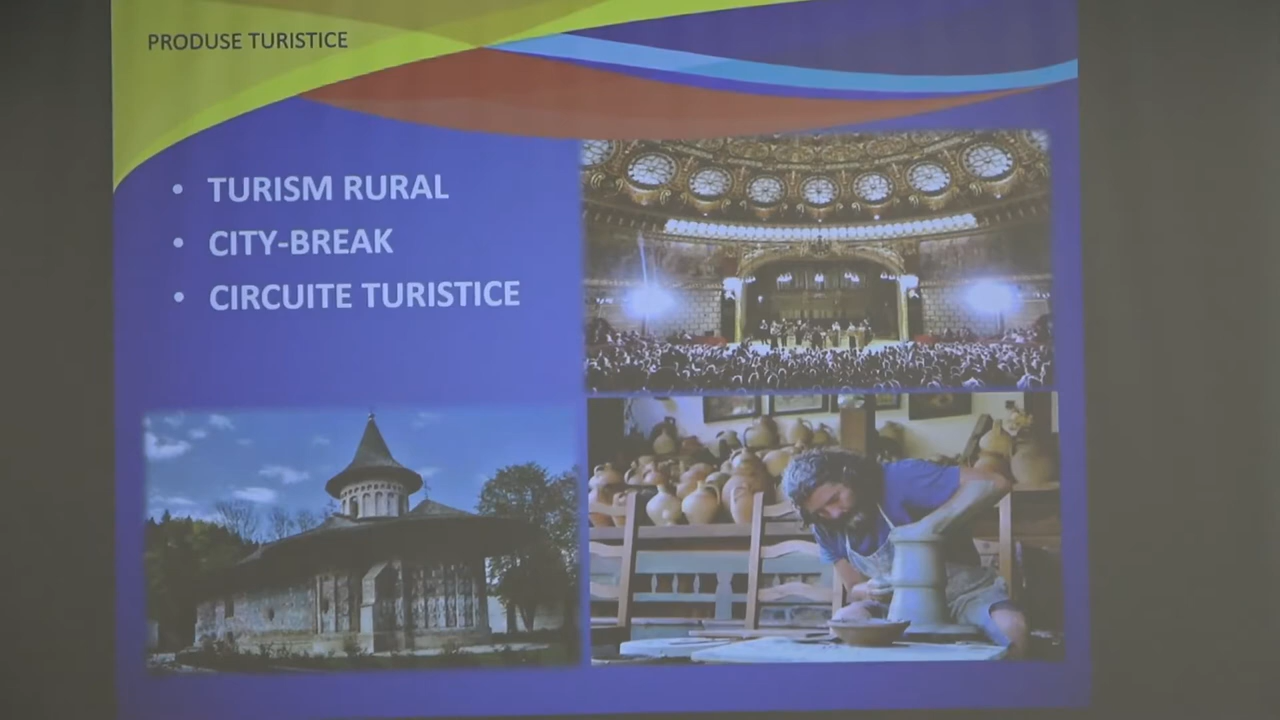 PRODUSE TURISTICE
• TURISM RURAL
• CITY-BREAK
• CIRCUITE TURISTICE